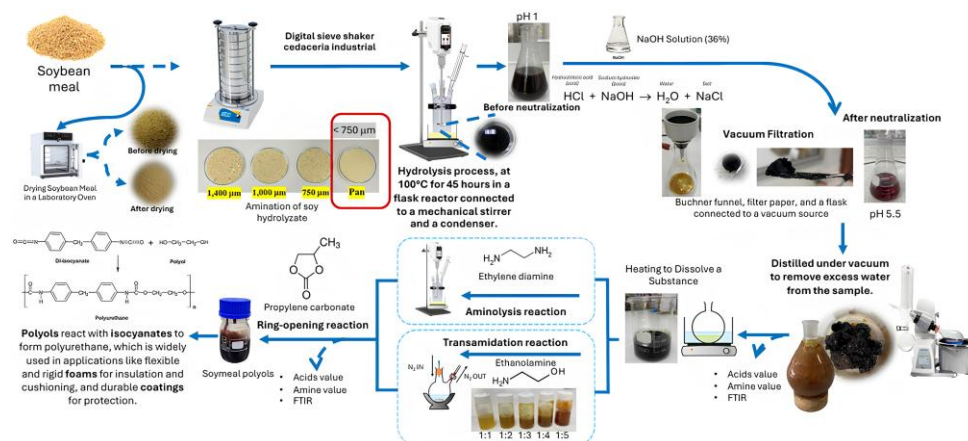 Soybean
meal
Drying Soybean Meal
in a Laboratory Oven
Before drying
After drying
Digital sieve shaker
cedaceria industrial
< 750 µm
1,400 µm
1,000 µm
750 µm
Pan
Amination of soy
hydrolyzate
Before neutralization
Hydrolysis process, at
100°C for 45 hours in a
flask reactor connected
to a mechanical stirrer
and a condenser.
pH 1
NaOH
NaOH Solution (36%)
Hydrochloric acid
(acid)
Sodium hydroxide
(base)
Water
Salt
HCl + NaOH → H₂O + NaCl
Vacuum Filtration
Buchner funnel, filter paper, and a flask
connected to a vacuum source
After neutralization
pH 5.5
Distilled under vacuum
to remove excess water
from the sample.
• Acids value
• Amine value
• FTIR
Heating to Dissolve a
Substance
H₂N
NH₂
Ethylene diamine
Aminolysis reaction
Transamidation reaction
N₂ IN
N₂ OUT
Ethanolamine
H₂N
OH
1:1 1:2 1:3 1:4 1:5
CH₃
O O
O
Propylene carbonate
Ring-opening reaction
• Acids value
• Amine value
• FTIR
Soymeal polyols
O=C=N
CH₂
N=C=O
+
HO-CH₂-CH₂-OH
Di-isocyanate
Polyol
Polyurethane
Polyols react with isocyanates to
form polyurethane, which is widely
used in applications like flexible
and rigid foams for insulation and
cushioning, and durable coatings
for protection.